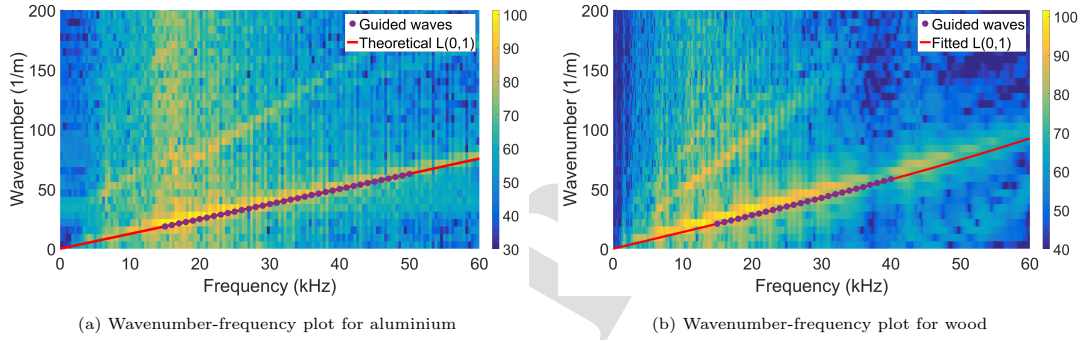 200
150
100
50
0
Wavenumber (1/m)
0 10 20 30 40 50 60
Frequency (kHz)
Guided waves
Theoretical L(0,1)
100
90
80
70
60
50
40
30
(a) Wavenumber-frequency plot for aluminium
200
150
100
50
0
Wavenumber (1/m)
0 10 20 30 40 50 60
Frequency (kHz)
Guided waves
Fitted L(0,1)
100
90
80
70
60
50
40
(b) Wavenumber-frequency plot for wood